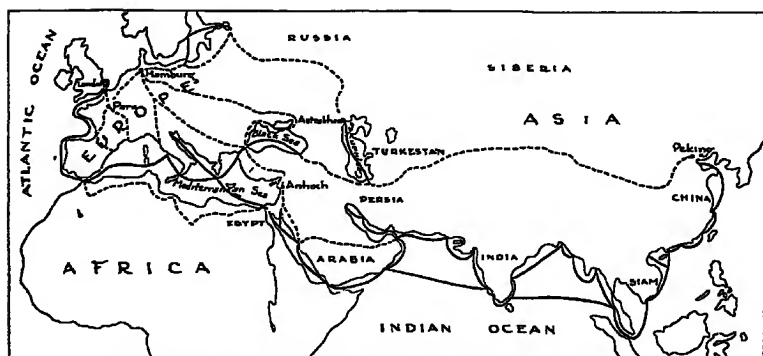 RUSSIA
ATLANTIC OCEAN
SIBERIA
Hamburg
London
EUROPE
ASIA
Paris
Astrakhan
Black Sea
TURKESTAN
Peking
Mediterranean Sea
Antioch
PERSIA
CHINA
EGYPT
AFRICA
ARABIA
INDIA
SIAM
INDIAN OCEAN